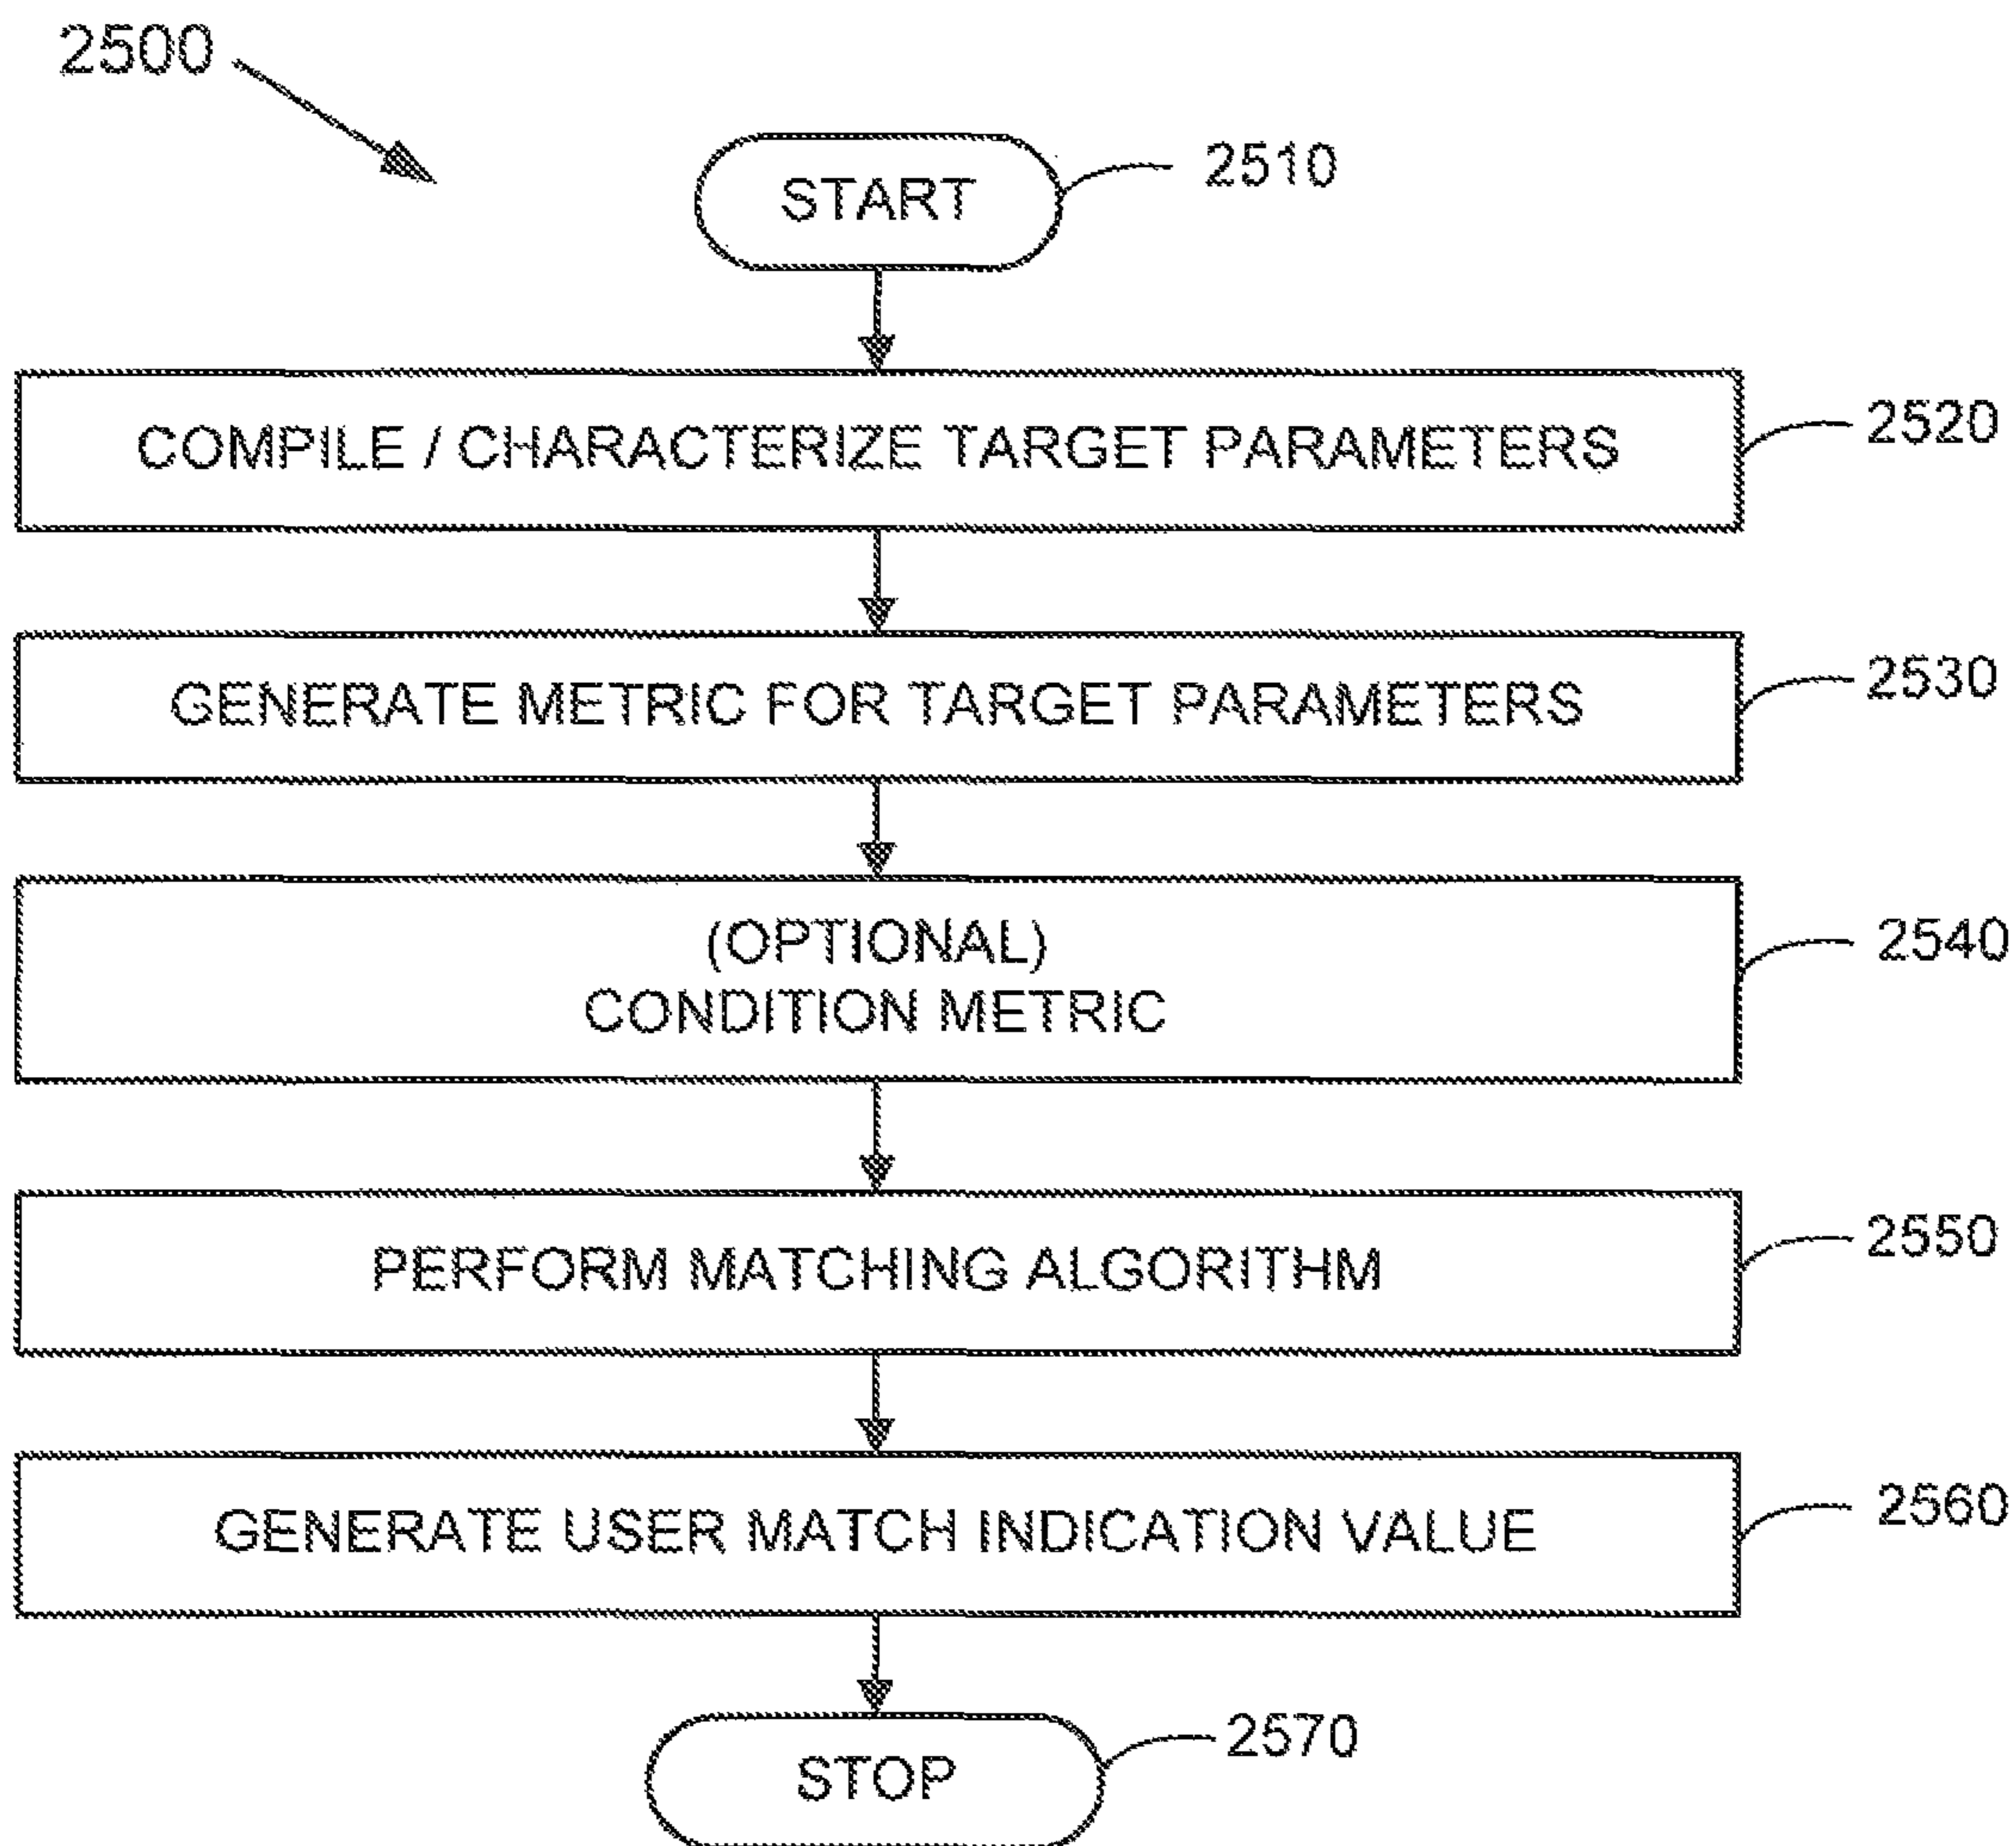 2500
START
2510
COMPILE / CHARACTERIZE TARGET PARAMETERS
2520
GENERATE METRIC FOR TARGET PARAMETERS
2530
(OPTIONAL)
CONDITION METRIC
2540
PERFORM MATCHING ALGORITHM
2550
GENERATE USER MATCH INDICATION VALUE
2560
STOP
2570